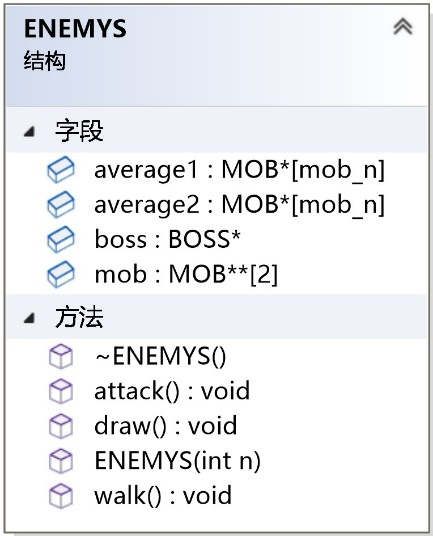 ENEMYS
结构
字段
average1 : MOB*[mob_n]
average2 : MOB*[mob_n]
boss : BOSS*
mob : MOB**[2]
方法
~ENEMYS()
attack() : void
draw() : void
ENEMYS(int n)
walk() : void